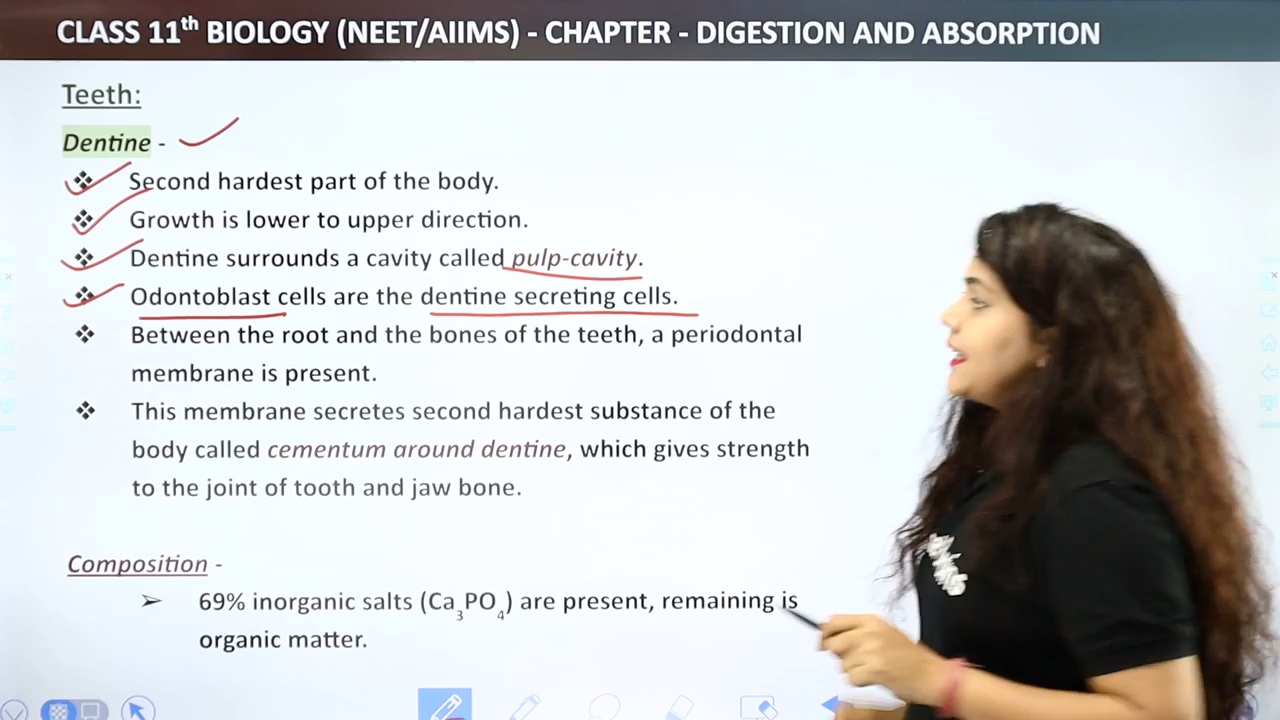 CLASS 11th BIOLOGY (NEET/AIIMS) - CHAPTER - DIGESTION AND ABSORPTION
Teeth:
Dentine -
❖ Second hardest part of the body.
❖ Growth is lower to upper direction.
❖ Dentine surrounds a cavity called pulp-cavity.
❖ Odontoblast cells are the dentine secreting cells.
❖ Between the root and the bones of the teeth, a periodontal
membrane is present.
❖ This membrane secretes second hardest substance of the
body called cementum around dentine, which gives strength
to the joint of tooth and jaw bone.
Composition -
➢ 69% inorganic salts (Ca3PO4) are present, remaining is
organic matter.